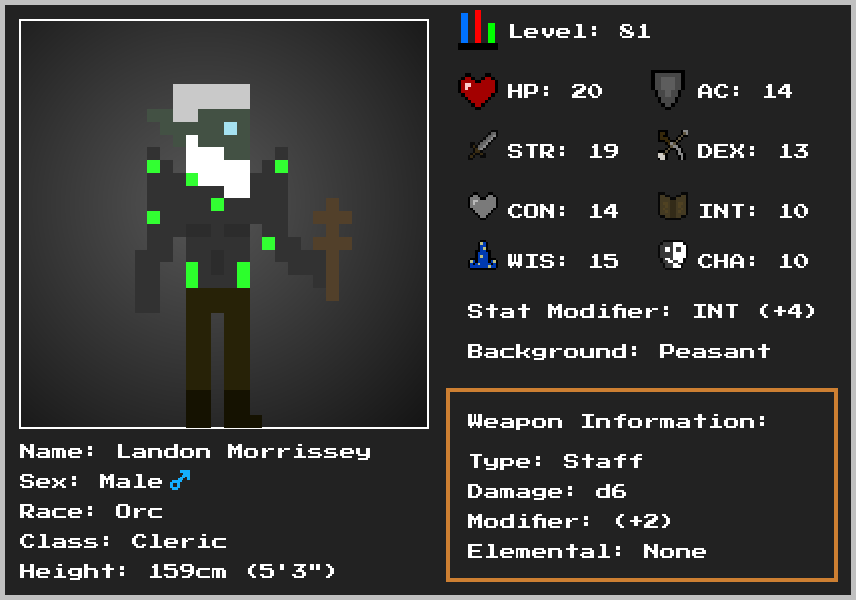 Level: 81
HP: 20
AC: 14
STR: 19
DEX: 13
CON: 14
INT: 10
WIS: 15
CHA: 10
Stat Modifier: INT (+4)
Background: Peasant
Weapon Information:
Type: Staff
Damage: d6
Modifier: (+2)
Elemental: None
Name: Landon Morrissey
Sex: Male♂
Race: Orc
Class: Cleric
Height: 159cm (5'3")